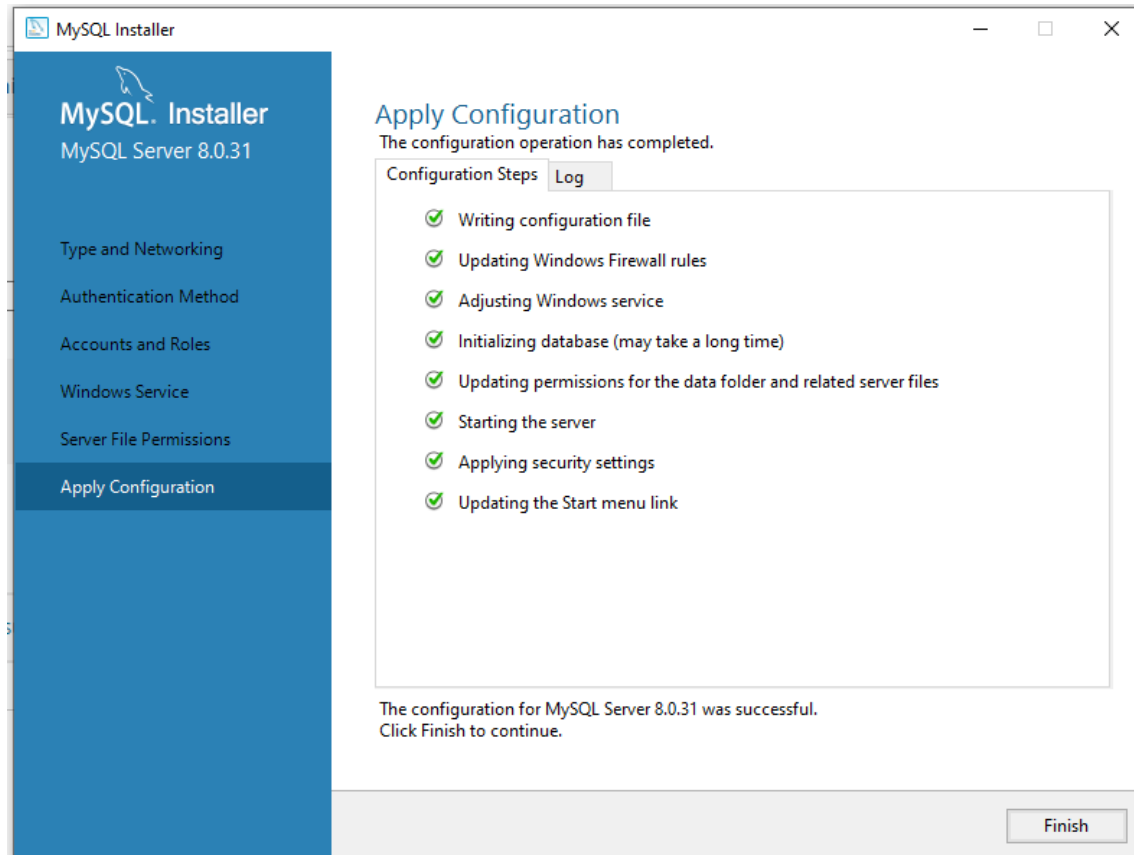 MySQL Installer
MySQL. Installer
MySQL Server 8.0.31
Type and Networking
Authentication Method
Accounts and Roles
Windows Service
Server File Permissions
Apply Configuration
Apply Configuration
The configuration operation has completed.
Configuration Steps Log
Writing configuration file
Updating Windows Firewall rules
Adjusting Windows service
Initializing database (may take a long time)
Updating permissions for the data folder and related server files
Starting the server
Applying security settings
Updating the Start menu link
The configuration for MySQL Server 8.0.31 was successful.
Click Finish to continue.
Finish